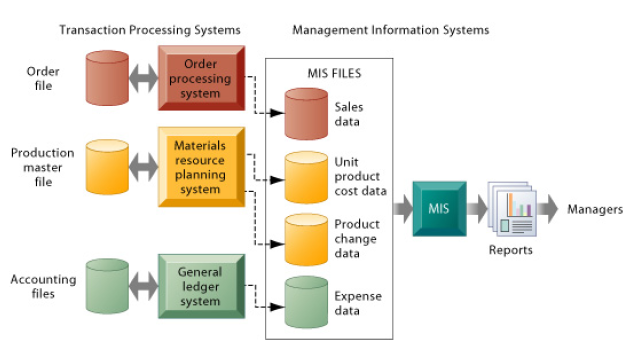 Transaction Processing Systems
Management Information Systems
Order
file
Order
processing
system
MIS FILES
Sales
data
Production
master
file
Materials
resource
planning
system
Unit
product
cost data
Product
change
data
MIS
Reports
Managers
Accounting
files
General
ledger
system
Expense
data